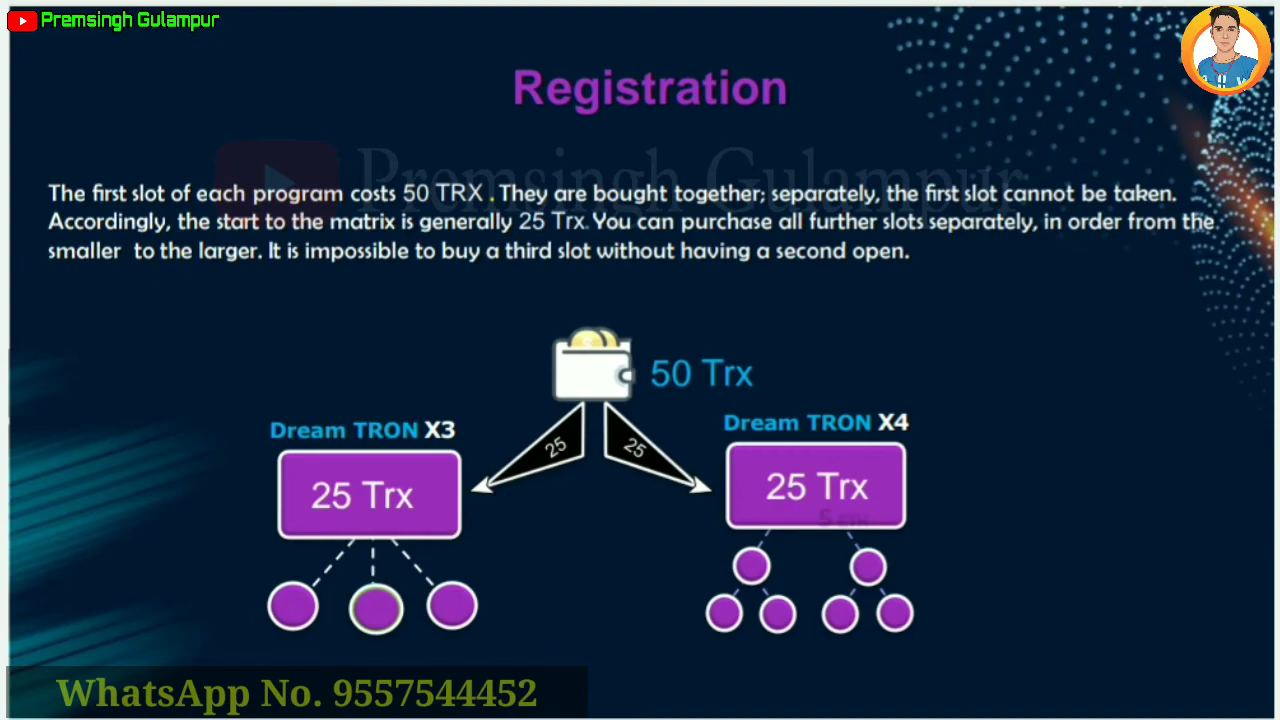 Premsingh Gulampur
Registration
Premsingh Gulampur
The first slot of each program costs 50 TRX . They are bought together; separately, the first slot cannot be taken.
Accordingly, the start to the matrix is generally 25 Trx. You can purchase all further slots separately, in order from the
smaller to the larger. It is impossible to buy a third slot without having a second open.
50 Trx
Dream TRON X3
25
25
Dream TRON X4
25 Trx
25 Trx
WhatsApp No. 9557544452